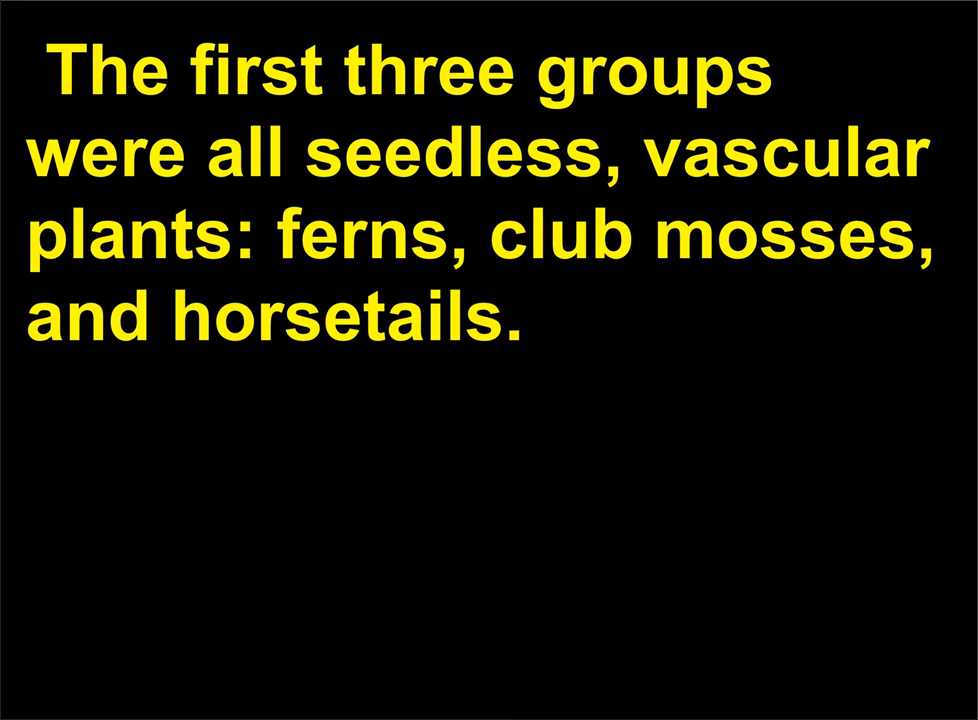 The first three groups
were all seedless, vascular
plants: ferns, club mosses,
and horsetails.